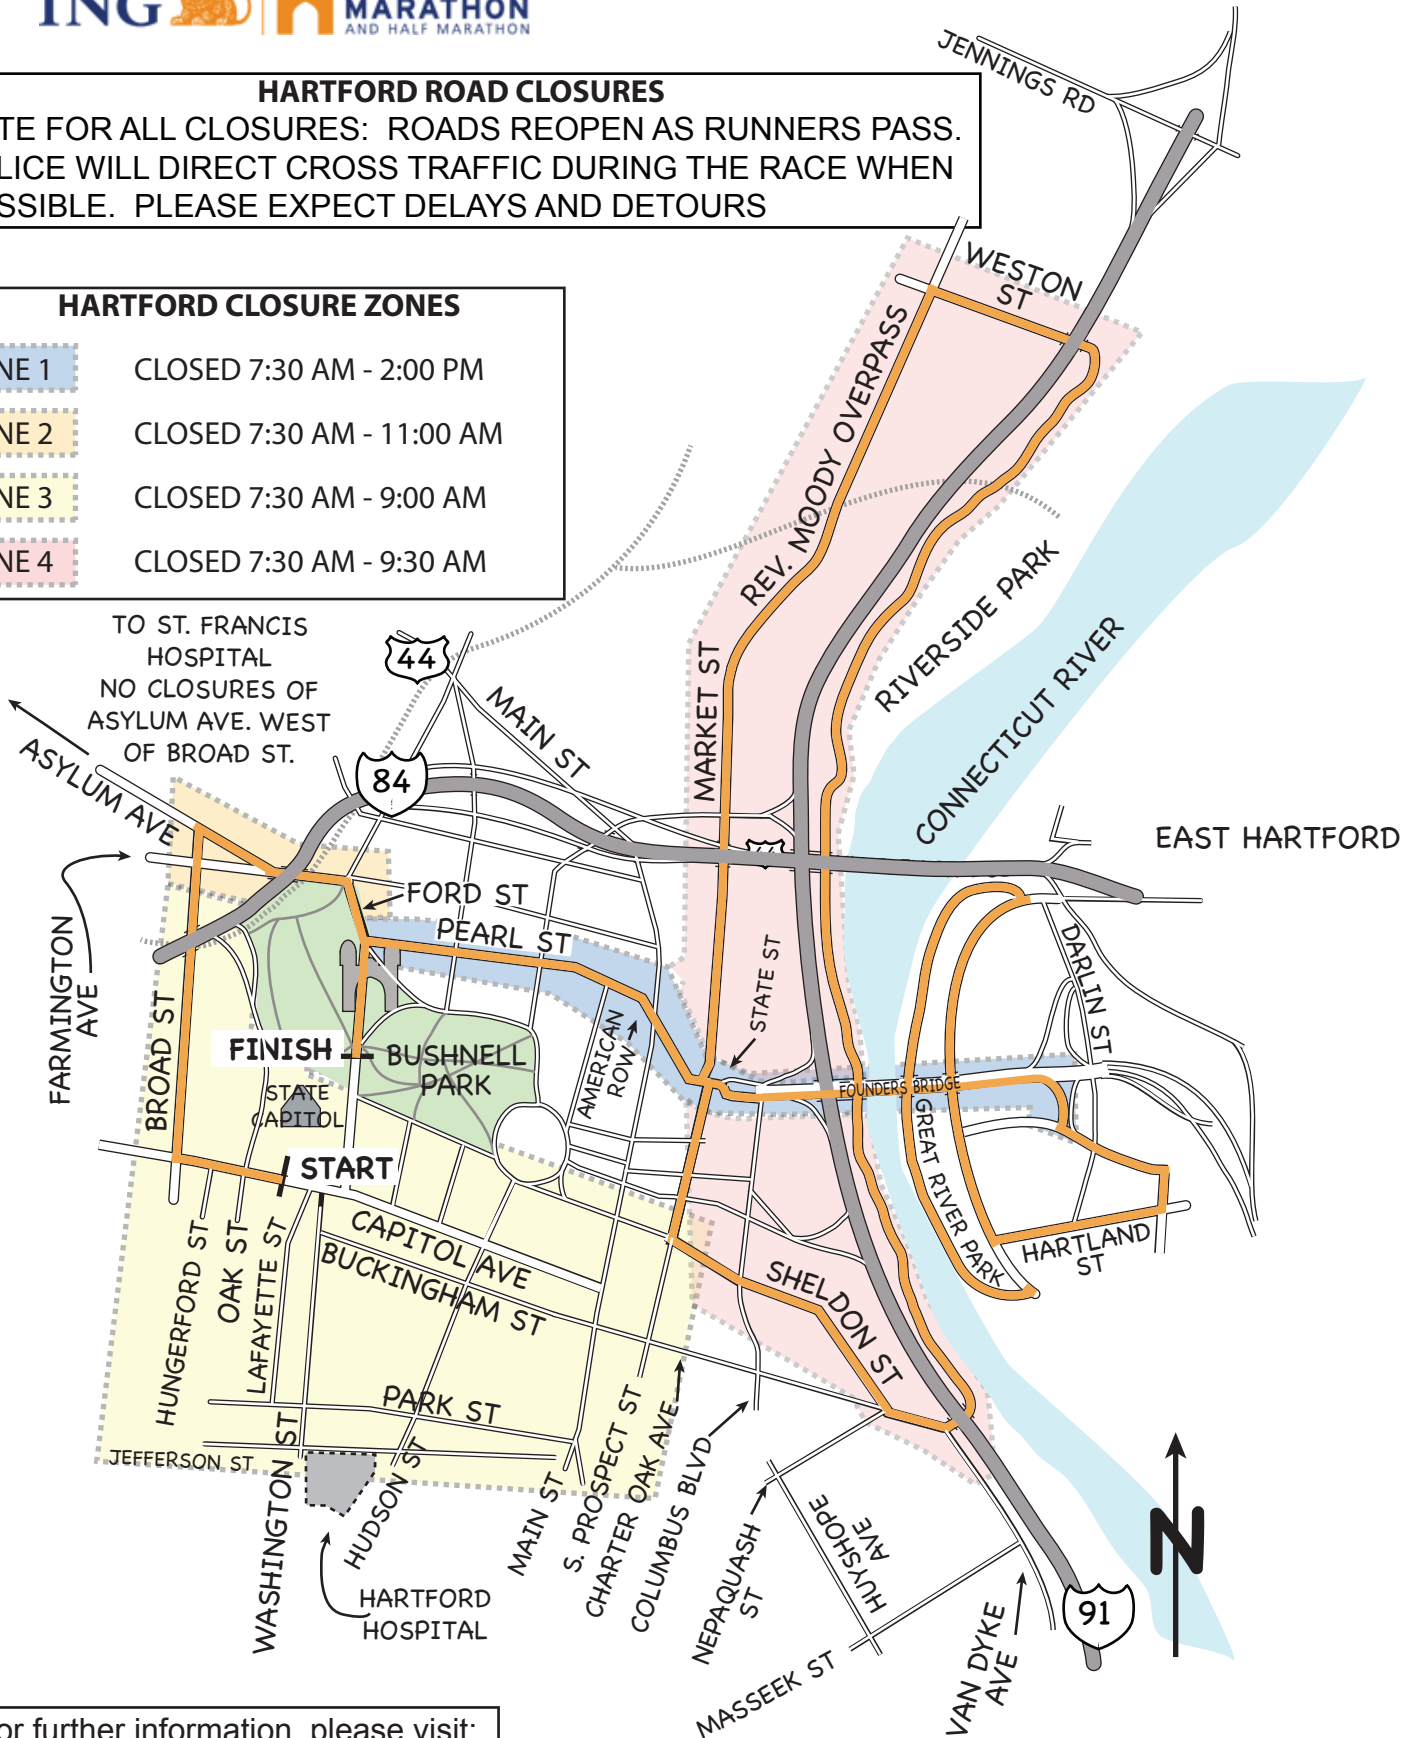 ING
MARATHON
AND HALF MARATHON
HARTFORD ROAD CLOSURES
TE FOR ALL CLOSURES: ROADS REOPEN AS RUNNERS PASS.
LICE WILL DIRECT CROSS TRAFFIC DURING THE RACE WHEN
SSIBLE. PLEASE EXPECT DELAYS AND DETOURS
HARTFORD CLOSURE ZONES
NE 1 CLOSED 7:30 AM - 2:00 PM
NE 2 CLOSED 7:30 AM - 11:00 AM
NE 3 CLOSED 7:30 AM - 9:00 AM
NE 4 CLOSED 7:30 AM - 9:30 AM
JENNINGS RD
WESTON
ST
REV. MOODY OVERPASS
RIVERSIDE PARK
CONNECTICUT RIVER
TO ST. FRANCIS
HOSPITAL
NO CLOSURES OF
ASYLUM AVE. WEST
OF BROAD ST.
44
MAIN ST
MARKET ST
84
ASYLUM AVE
EAST HARTFORD
FORD ST
PEARL ST
FARMINGTON
AVE
STATE ST
DARLIN ST
BROAD ST
AMERICAN
ROW
FINISH
BUSHNELL
PARK
STATE
CAPITOL
FOUNDERS BRIDGE
GREAT RIVER PARK
START
HARTLAND
ST
CAPITOL AVE
BUCKINGHAM ST
SHELDON ST
HUNGERFORD ST
OAK ST
LAFAYETTE ST
PARK ST
JEFFERSON ST
WASHINGTON ST
HUDSON ST
MAIN ST
S. PROSPECT ST
CHARTER OAK AVE
COLUMBUS BLVD
NEPAQUASH
ST
HUYSHOPE
AVE
HARTFORD
HOSPITAL
MASSEEK ST
VAN DYKE
AVE
91
N
or further information, please visit: